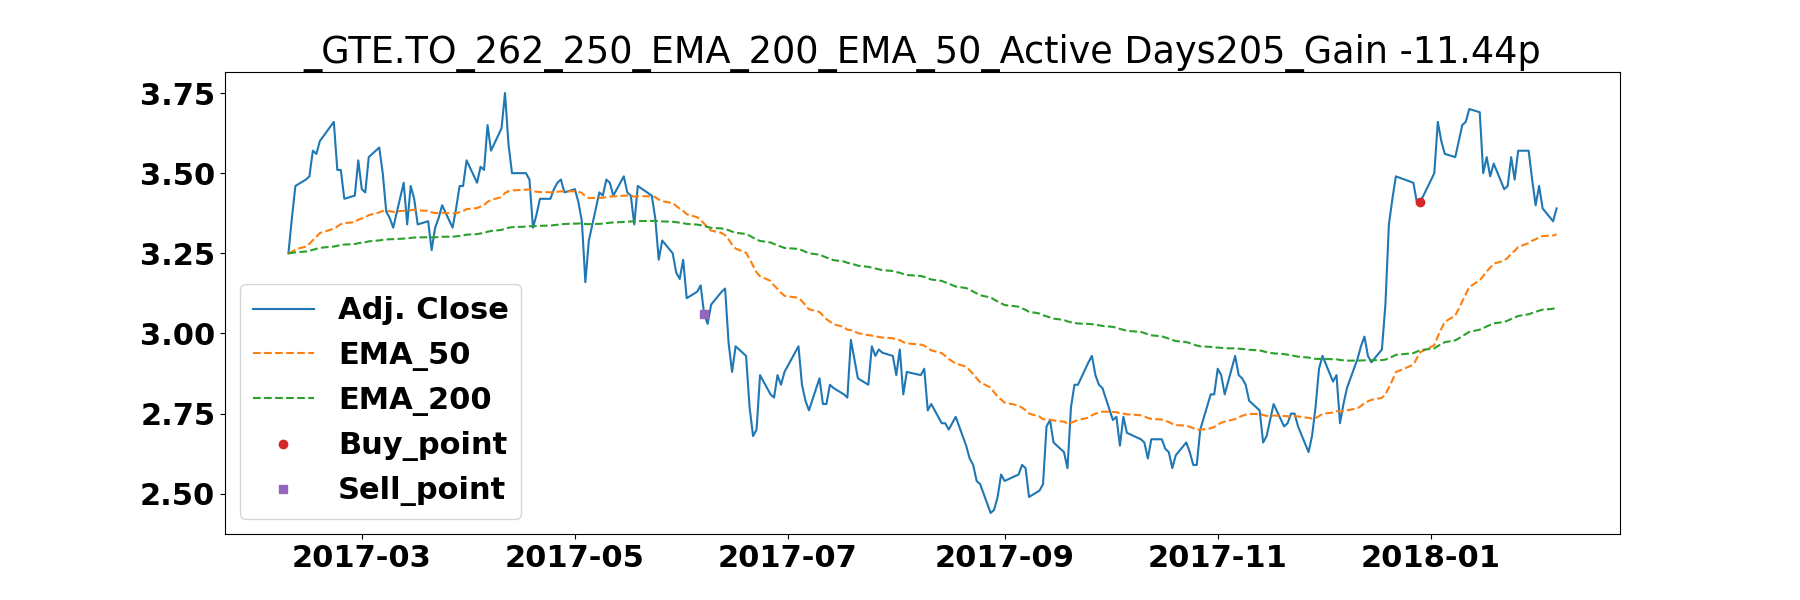 _GTE.TO_262_250_EMA_200_EMA_50_Active Days205_Gain -11.44p
3.75
3.50
3.25
3.00
2.75
2.50
Adj. Close
EMA_50
EMA_200
Buy_point
Sell_point
2017-03
2017-05
2017-07
2017-09
2017-11
2018-01